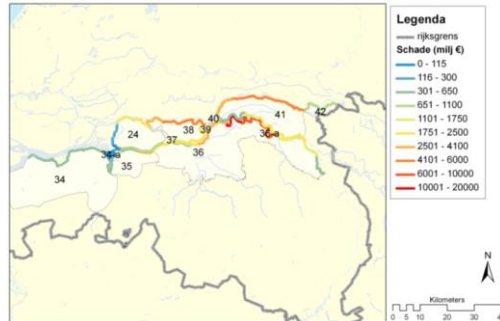 Legenda
rijksgrens
Schade (milj €)
0 - 115
116 - 300
301 - 650
651 - 1100
1101 - 1750
1751 - 2500
2501 - 4100
4101 - 6000
6001 - 10000
10001 - 20000
42
41
40
24
38
39
36-a
37
34-a
36
35
34
N
Kilometers
0 5 10 20 30